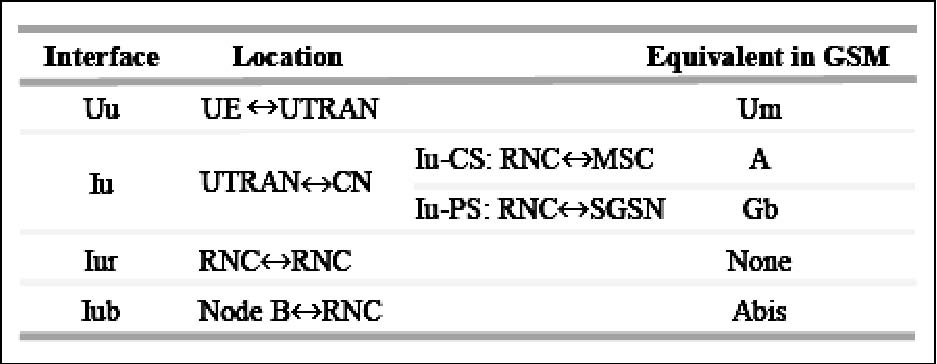 Interface Location Equivalent in GSM
Uu UE↔UTRAN Um
Iu UTRAN↔CN Iu-CS: RNC↔MSC A
Iu-PS: RNC↔SGSN Gb
Iur RNC↔RNC None
Iub Node B↔RNC Abis